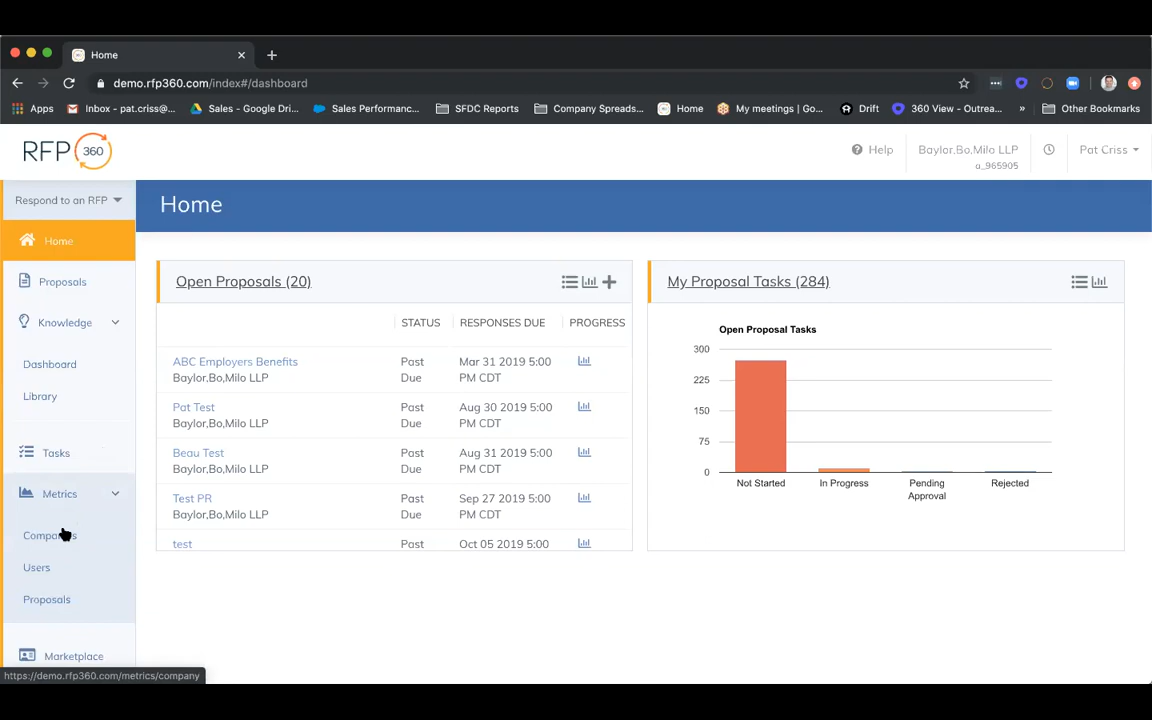 Home
demo.rfp360.com/index#/dashboard
Apps
Inbox - pat.criss@...
Sales - Google Dri...
Sales Performanc...
SFDC Reports
Company Spreads...
Home
My meetings | Go...
Drift
360 View - Outrea...
»
Other Bookmarks
RFP 360
Help
Baylor,Bo,Milo LLP
a_965905
Pat Criss
Respond to an RFP
Home
Home
Proposals
Knowledge
Dashboard
Library
Tasks
Metrics
Users
Proposals
Marketplace
https://demo.rfp360.com/metrics/company
Open Proposals (20)
STATUS RESPONSES DUE PROGRESS
ABC Employers Benefits Past Mar 31 2019 5:00
Baylor,Bo,Milo LLP Due PM CDT
Pat Test Past Aug 30 2019 5:00
Baylor,Bo,Milo LLP Due PM CDT
Beau Test Past Aug 31 2019 5:00
Baylor,Bo,Milo LLP Due PM CDT
Test PR Past Sep 27 2019 5:00
Baylor,Bo,Milo LLP Due PM CDT
test Past Oct 05 2019 5:00
My Proposal Tasks (284)
Open Proposal Tasks
300
225
150
75
0
Not Started In Progress Pending Rejected
Approval